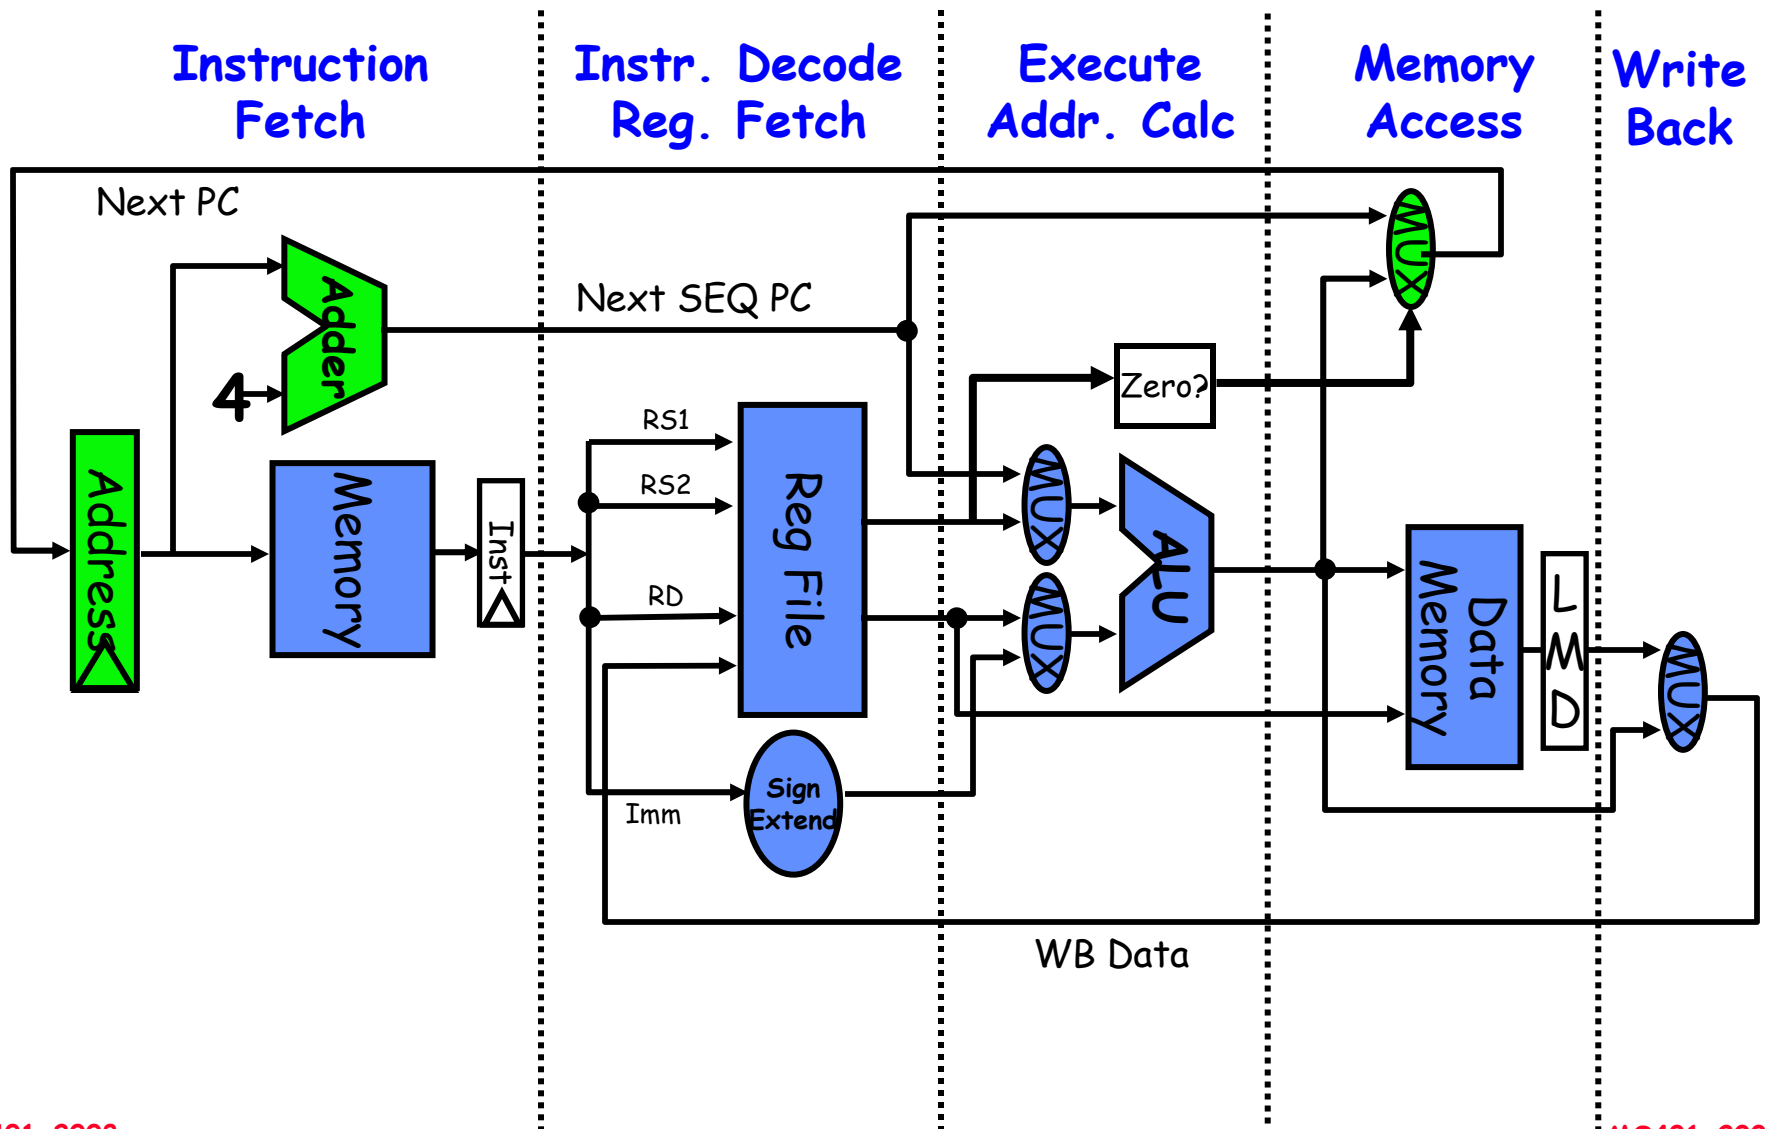 Instruction
Fetch
Instr. Decode
Reg. Fetch
Execute
Addr. Calc
Memory
Access
Write
Back
Next PC
MUX
Adder
Next SEQ PC
4
Zero?
RS1
Address
Memory
Inst
RS2
Reg File
MUX
ALU
RD
MUX
Data
Memory
LMD
MUX
Sign
Extend
Imm
WB Data